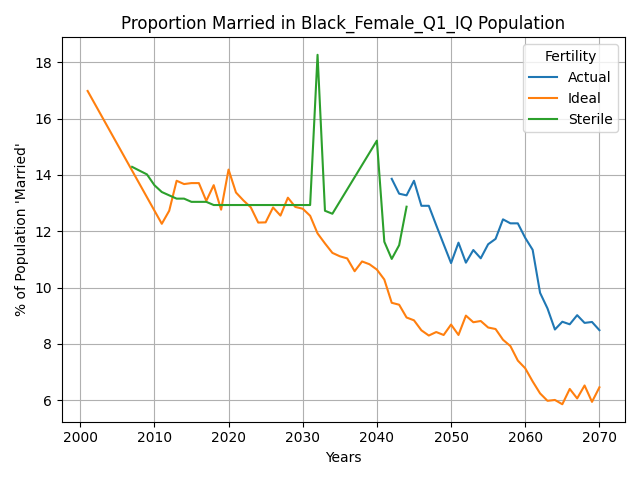 Proportion Married in Black_Female_Q1_IQ Population
% of Population 'Married'
18
16
14
12
10
8
6
Fertility
Actual
Ideal
Sterile
2000 2010 2020 2030 2040 2050 2060 2070
Years